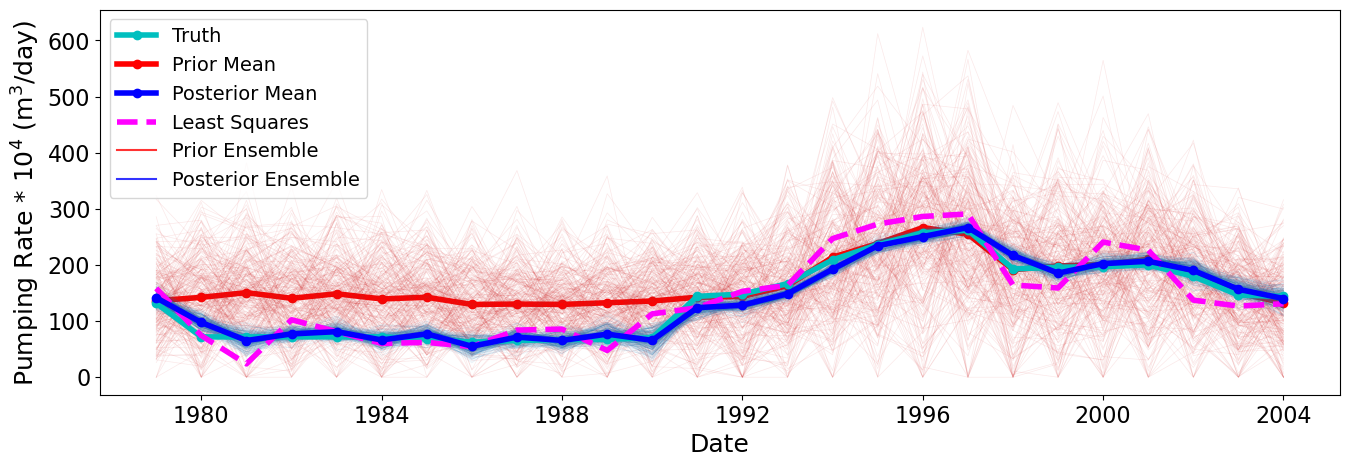 Pumping Rate * 10⁴ (m³/day)
600
500
400
300
200
100
0
Truth
Prior Mean
Posterior Mean
Least Squares
Prior Ensemble
Posterior Ensemble
1980 1984 1988 1992 1996 2000 2004
Date